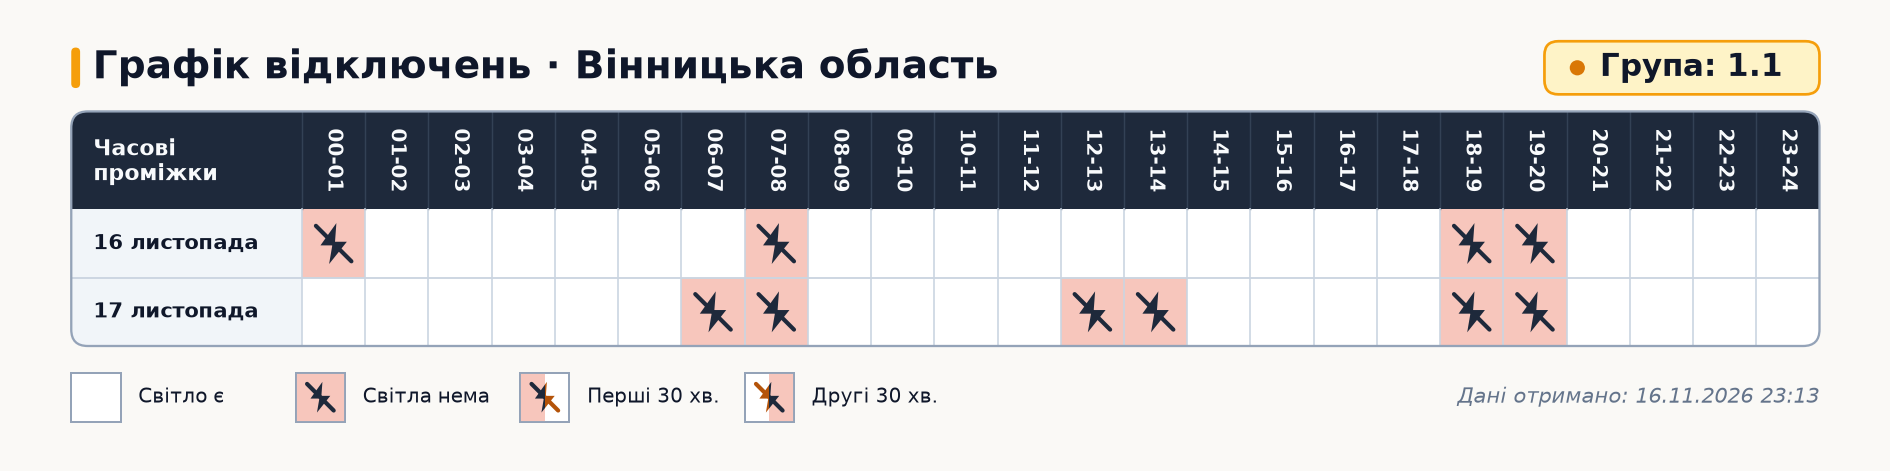 Графік відключень · Вінницька область
Група: 1.1
Часові
проміжки
00-01 01-02 02-03 03-04 04-05 05-06 06-07 07-08 08-09 09-10 10-11 11-12 12-13 13-14 14-15 15-16 16-17 17-18 18-19 19-20 20-21 21-22 22-23 23-24
16 листопада
17 листопада
Світло є
Світла нема
Перші 30 хв.
Другі 30 хв.
Дані отримано: 16.11.2026 23:13